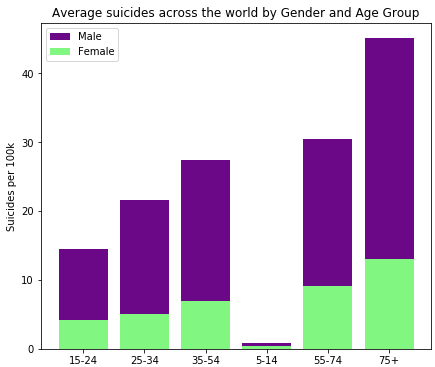 Average suicides across the world by Gender and Age Group
Male
Female
Suicides per 100k
40
30
20
10
0
15-24
25-34
35-54
5-14
55-74
75+